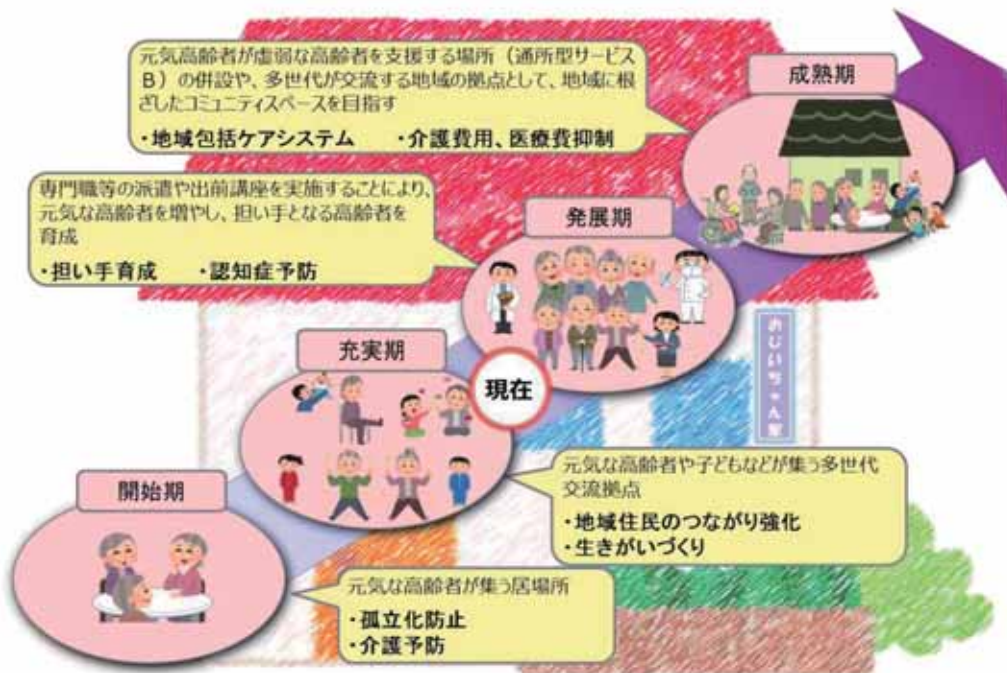 元気高齢者が虚弱な高齢者を支援する場所（通所型サービス
B）の併設や、多世代が交流する地域の拠点として、地域に根
ざしたコミュニティスペースを目指す
・地域包括ケアシステム　・介護費用、医療費抑制
成熟期
専門職等の派遣や出前講座を実施することにより、
元気な高齢者を増やし、担い手となる高齢者を
育成
・担い手育成　・認知症予防
発展期
充実期
現在
おじいちゃん家
元気な高齢者や子どもなどが集う多世代
交流拠点
・地域住民のつながり強化
・生きがいづくり
開始期
元気な高齢者が集う居場所
・孤立化防止
・介護予防